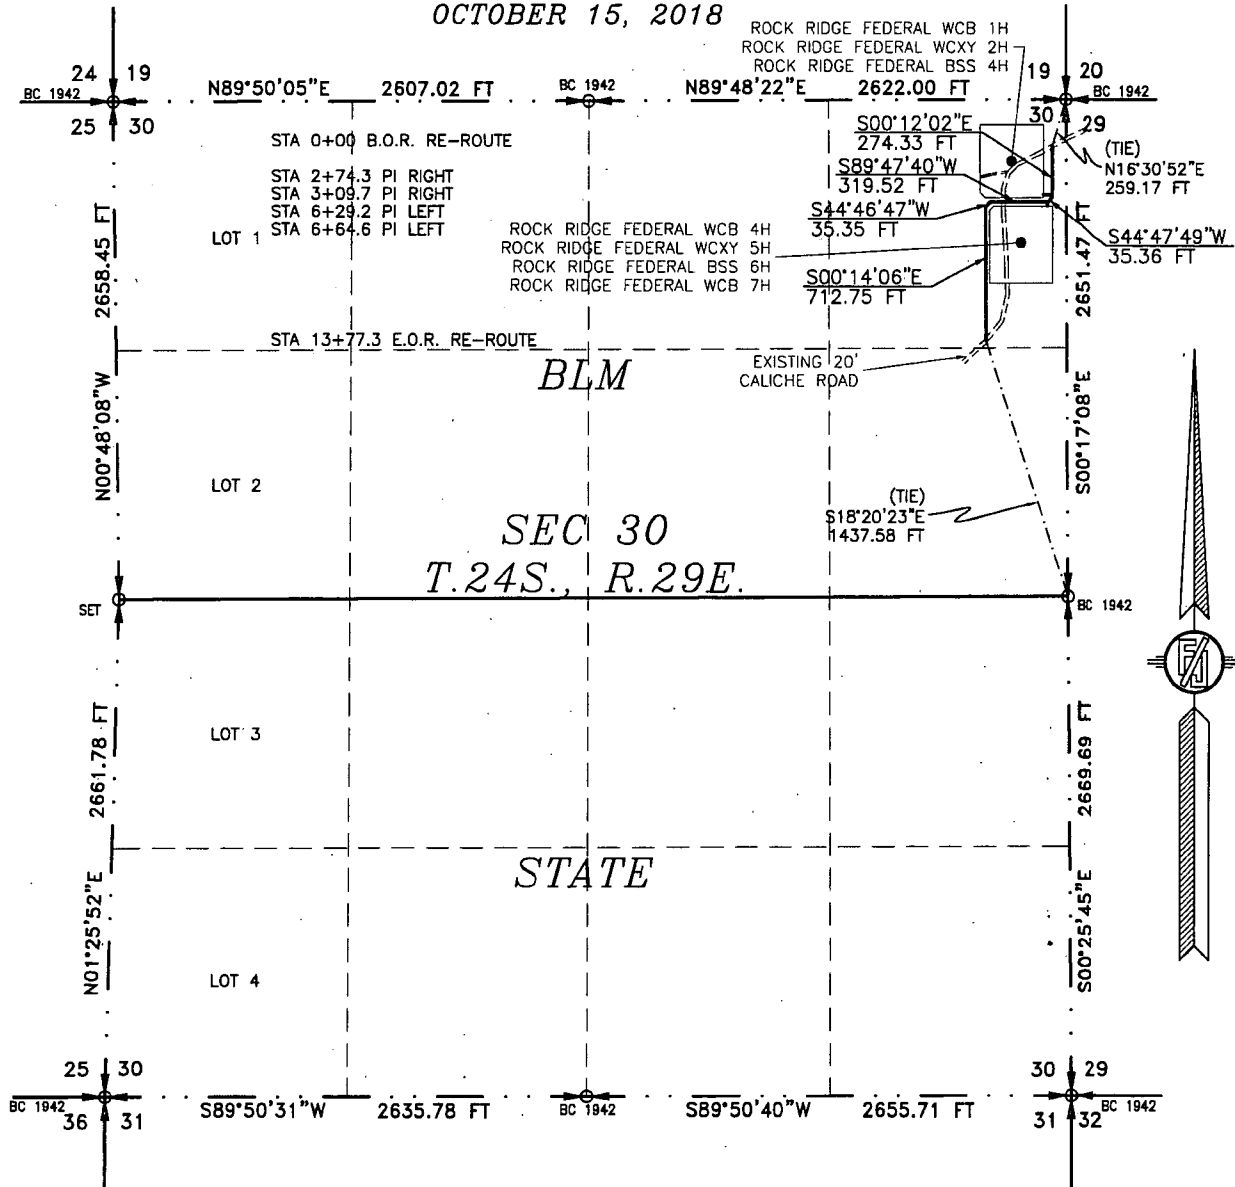 OCTOBER 15, 2018
ROCK RIDGE FEDERAL WCB 1H
ROCK RIDGE FEDERAL WCXY 2H
ROCK RIDGE FEDERAL BSS 4H
24 19
19 20
BC 1942
N89°50'05"E 2607.02 FT
BC 1942
N89°48'22"E 2622.00 FT
BC 1942
25 30
30 29
STA 0+00 B.O.R. RE-ROUTE
STA 2+74.3 PI RIGHT
STA 3+09.7 PI RIGHT
STA 6+29.2 PI LEFT
STA 6+64.6 PI LEFT
S00°12'02"E
274.33 FT
S89°47'40"W
319.52 FT
S44°46'47"W
35.35 FT
(TIE)
N16°30'52"E
259.17 FT
S44°47'49"W
35.36 FT
LOT 1
ROCK RIDGE FEDERAL WCB 4H
ROCK RIDGE FEDERAL WCXY 5H
ROCK RIDGE FEDERAL BSS 6H
ROCK RIDGE FEDERAL WCB 7H
S00°14'06"E
712.75 FT
2658.45 FT
2651.47 FT
STA 13+77.3 E.O.R. RE-ROUTE
EXISTING 20'
CALICHE ROAD
BLM
N00°48'08"W
S00°17'08"E
LOT 2
(TIE)
S18°20'23"E
1437.58 FT
SEC 30
T.24S., R.29E.
SET
BC 1942
LOT 3
2661.78 FT
2669.69 FT
STATE
N01°25'52"E
S00°25'45"E
LOT 4
25 30
30 29
BC 1942
S89°50'31"W 2635.78 FT
BC 1942
S89°50'40"W 2655.71 FT
BC 1942
36 31
31 32